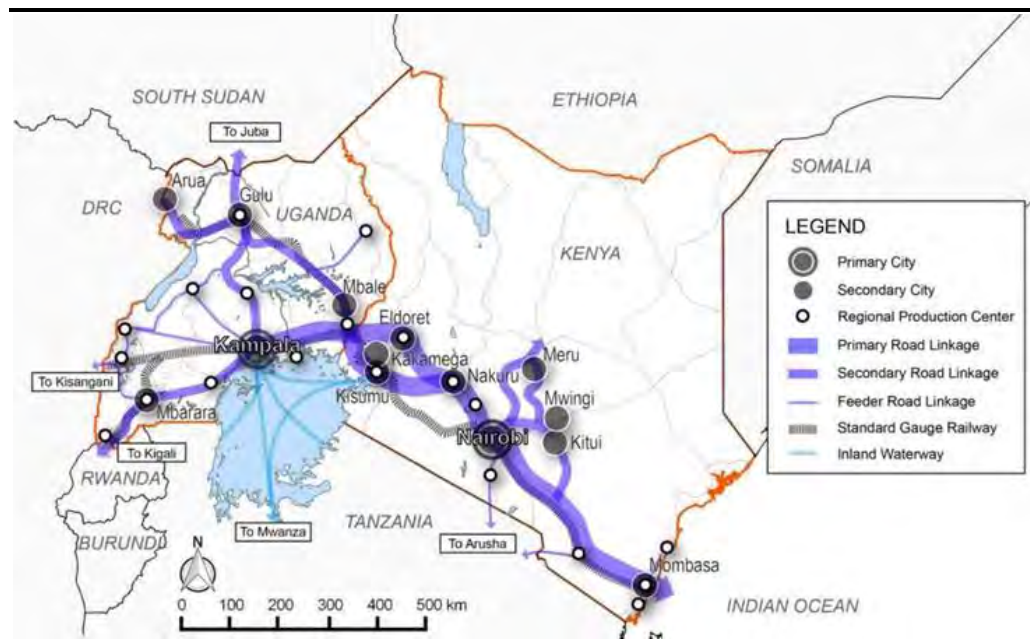 SOUTH SUDAN
ETHIOPIA
To Juba
SOMALIA
Arua
DRC
Gulu
UGANDA
KENYA
LEGEND
Primary City
Secondary City
Regional Production Center
Primary Road Linkage
Secondary Road Linkage
Feeder Road Linkage
Standard Gauge Railway
Inland Waterway
Mbale
Eldoret
Kampala
Kakamega
Meru
To Kisangani
Kisumu
Nakuru
Mwingi
Mbarara
Nairobi
Kitui
To Kigali
RWANDA
To Mwanza
TANZANIA
To Arusha
BURUNDI
N
Mombasa
0 100 200 300 400 500 km
INDIAN OCEAN